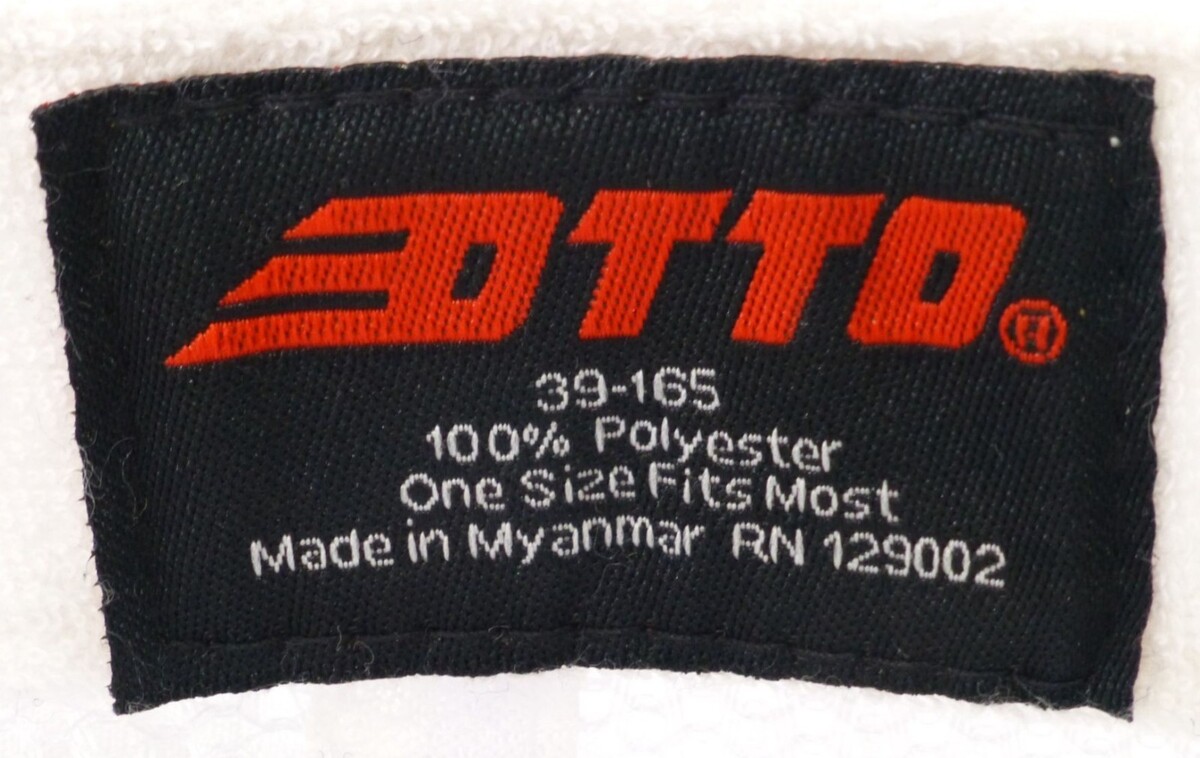 OTTO®
39-165
100% Polyester
One Size Fits Most
Made in Myanmar RN 129002